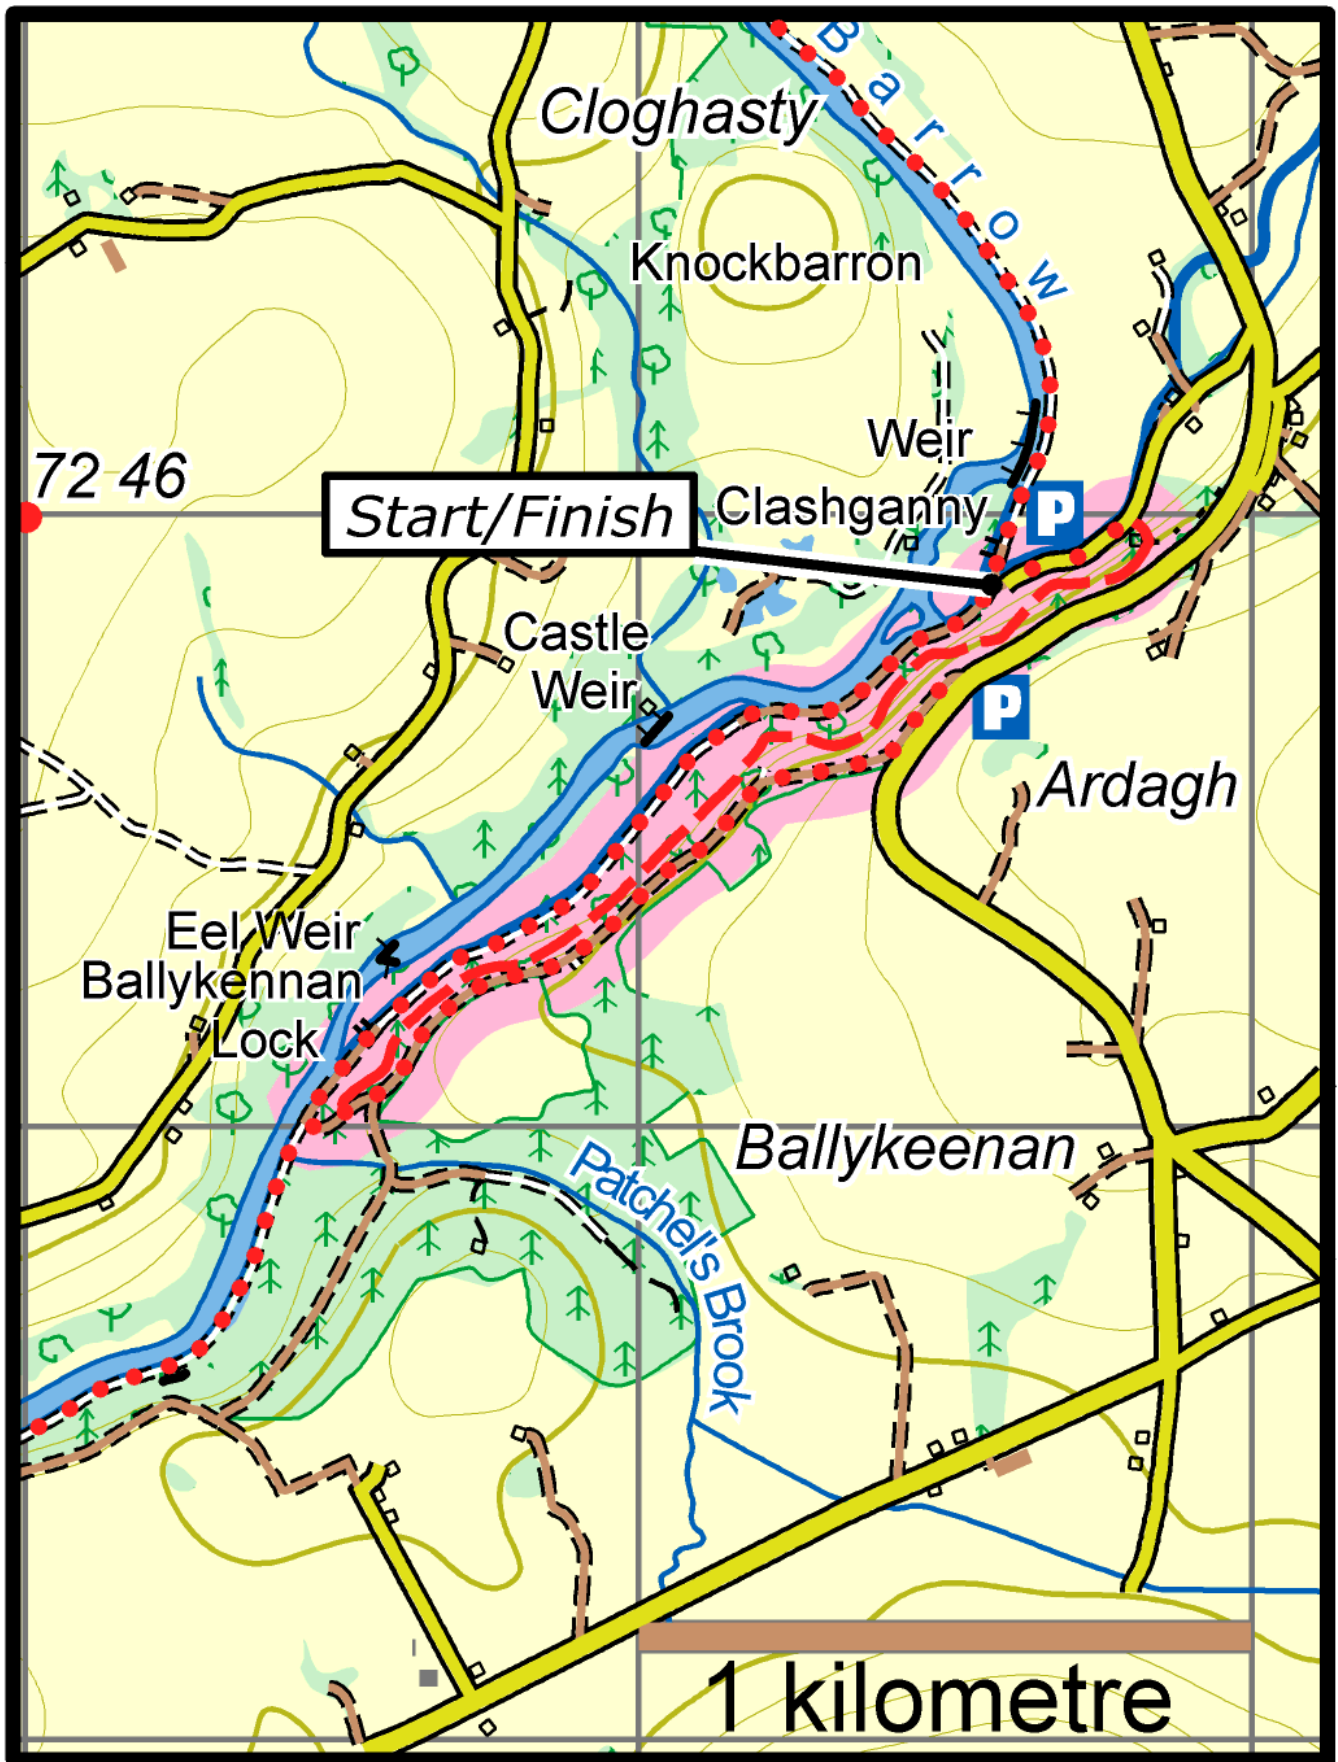 Barrow
Cloghasty
Knockbarron
Weir
72 46
Start/Finish
Clashganny
P
Castle
Weir
P
Ardagh
Eel Weir
Ballykennan
Lock
Ballykeenan
Patchel's Brook
1 kilometre